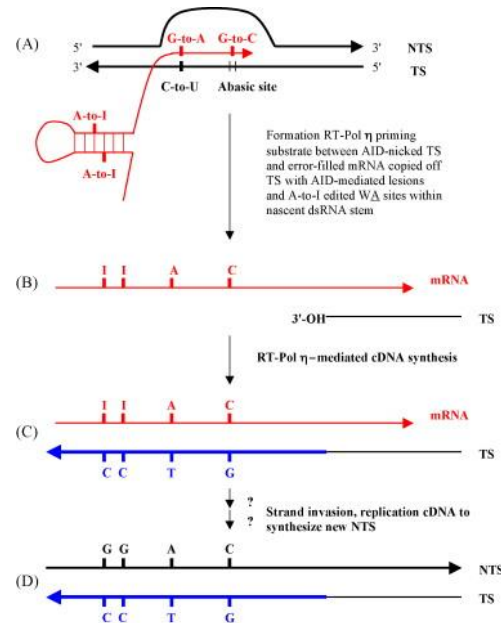 (A)
G-to-A G-to-C
5' 3' NTS
3' 5' TS
C-to-U Abasic site
A-to-I
A-to-I
Formation RT-Pol η priming
substrate between AID-nicked TS
and error-filled mRNA copied off
TS with AID-mediated lesions
and A-to-I edited WA sites within
nascent dsRNA stem
(B)
I I A C
mRNA
3'-OH TS
RT-Pol η-mediated cDNA synthesis
I I A C
mRNA
(C)
TS
C C T G
?
?
Strand invasion, replication cDNA to
synthesize new NTS
G G A C
NTS
(D)
TS
C C T G